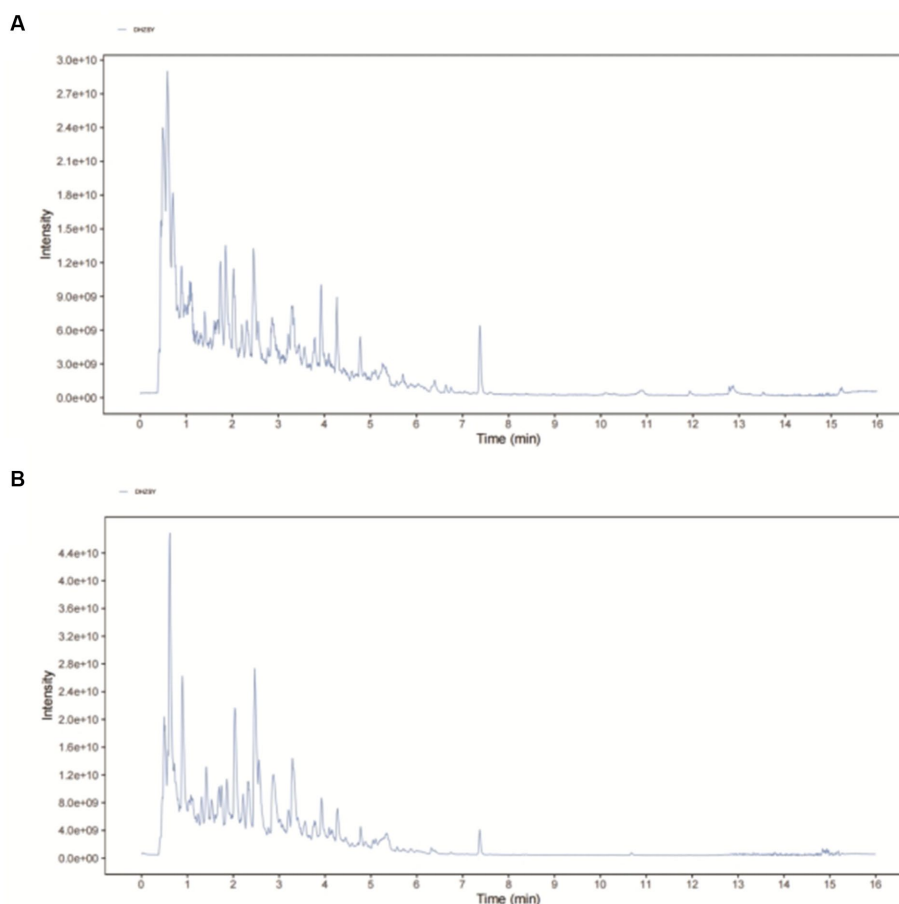 A
3.0e+10
2.7e+10
2.4e+10
2.1e+10
1.8e+10
1.5e+10
1.2e+10
9.0e+09
6.0e+09
3.0e+09
0.0e+00
Intensity
0 1 2 3 4 5 6 7 8 9 10 11 12 13 14 15 16
Time (min)
B
4.4e+10
4.0e+10
3.6e+10
3.2e+10
2.8e+10
2.4e+10
2.0e+10
1.6e+10
1.2e+10
8.0e+09
4.0e+09
0.0e+00
Intensity
0 1 2 3 4 5 6 7 8 9 10 11 12 13 14 15 16
Time (min)